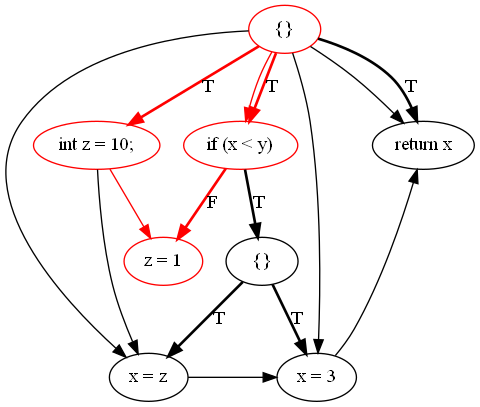 {}
T
T
T
int z = 10;
if (x < y)
return x
F
T
z = 1
{}
T
T
x = z
x = 3